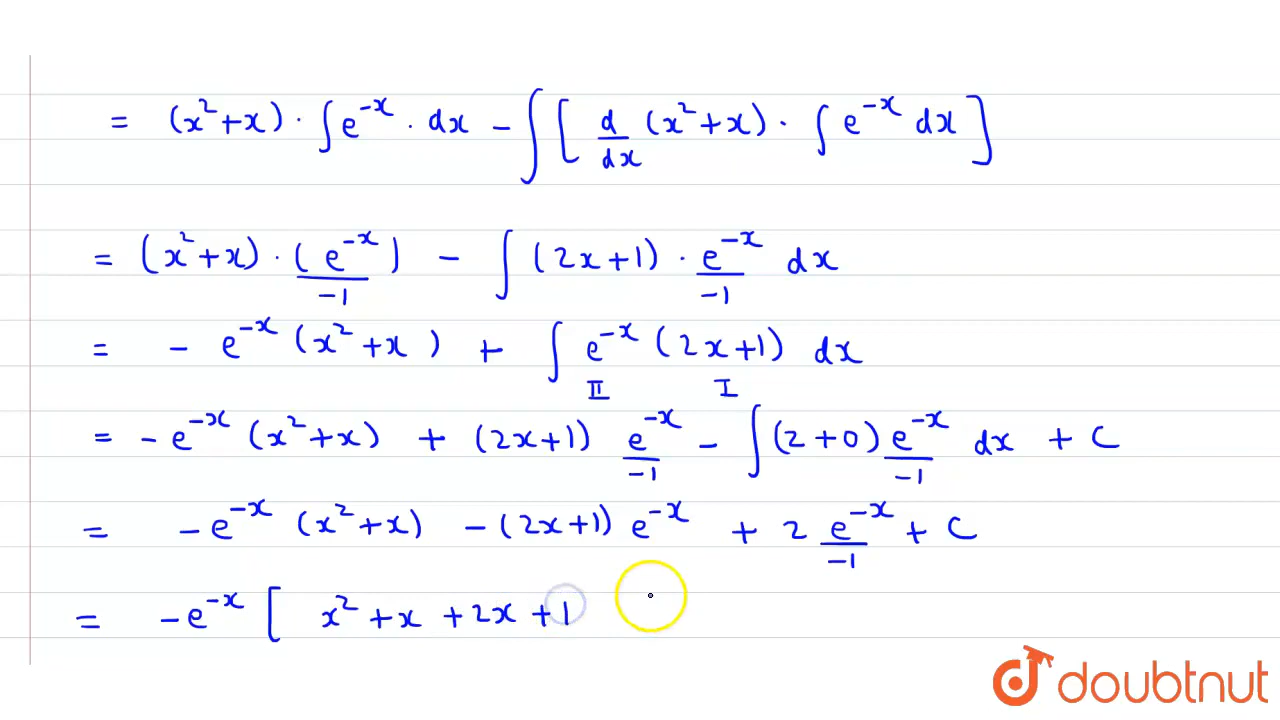 = (x²+x) · ∫e⁻ˣ · dx − ∫[ d/dx (x²+x) · ∫ e⁻ˣ dx ]
= (x²+x) · (e⁻ˣ)/−1 − ∫ (2x+1) · e⁻ˣ/−1 dx
= − e⁻ˣ (x²+x) + ∫ e⁻ˣ (2x+1) dx
II I
= −e⁻ˣ (x²+x) + (2x+1) e⁻ˣ/−1 − ∫(2+0) e⁻ˣ/−1 dx + C
= −e⁻ˣ (x²+x) −(2x+1) e⁻ˣ + 2 e⁻ˣ/−1 + C
= −e⁻ˣ [ x²+x +2x +1
doubtnut